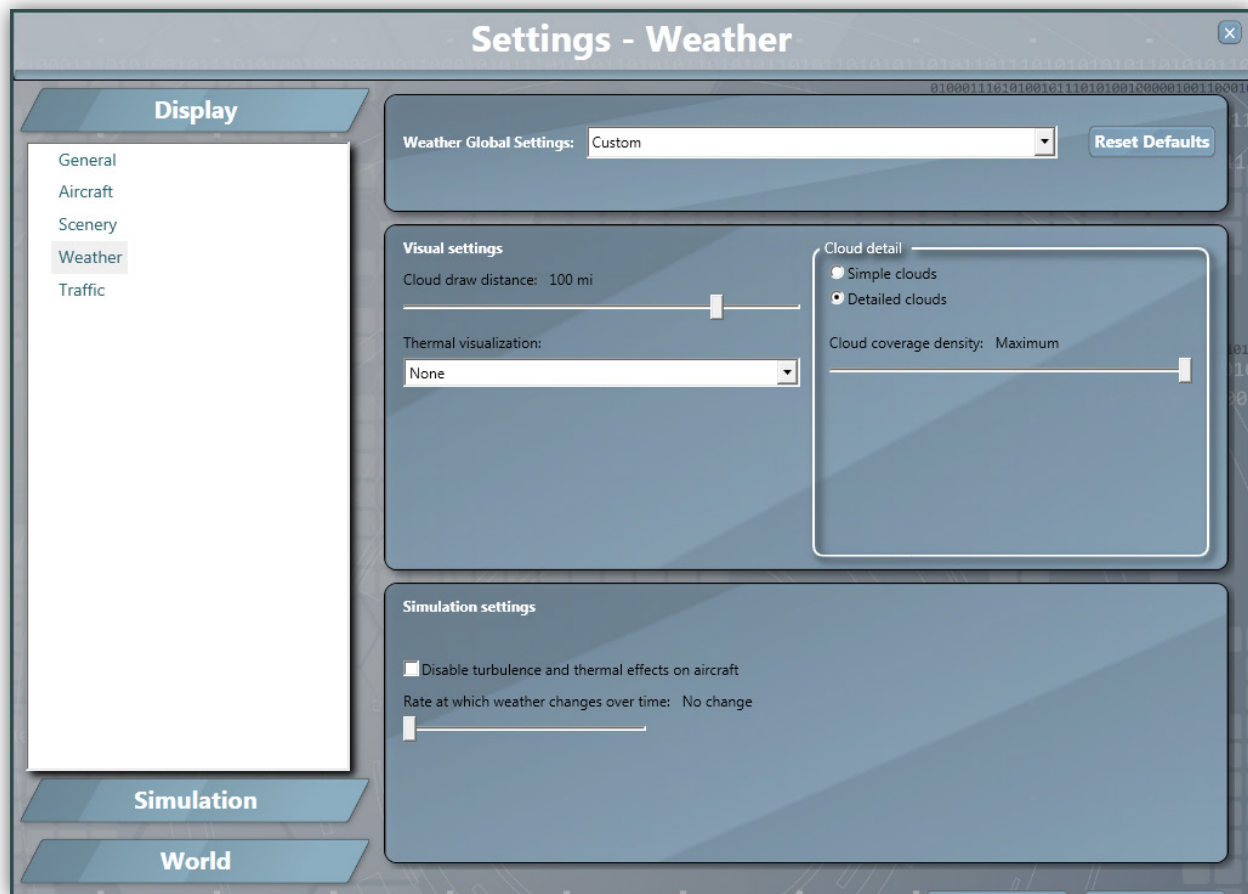 Settings - Weather
Display
General
Aircraft
Scenery
Weather
Traffic
Simulation
World
Weather Global Settings: Custom
Reset Defaults
Visual settings
Cloud draw distance: 100 mi
Thermal visualization:
None
Cloud detail
Simple clouds
Detailed clouds
Cloud coverage density: Maximum
Simulation settings
Disable turbulence and thermal effects on aircraft
Rate at which weather changes over time: No change